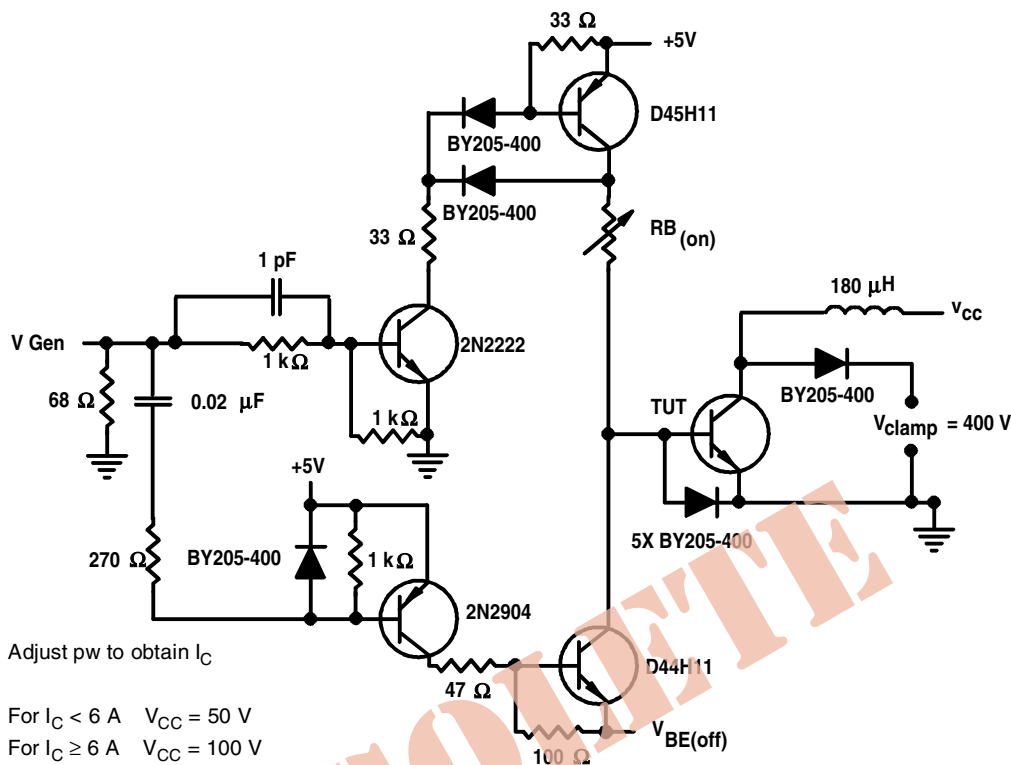 33 Ω
+5V
D45H11
BY205-400
BY205-400
33 Ω
RB(on)
1 pF
180 μH
VCC
V Gen
1 kΩ
2N2222
BY205-400
68 Ω
0.02 μF
TUT
Vclamp = 400 V
1 kΩ
+5V
5X BY205-400
270 Ω
BY205-400
1 kΩ
2N2904
Adjust pw to obtain IC
D44H11
47 Ω
For IC < 6 A VCC = 50 V
VBE(off)
For IC ≥ 6 A VCC = 100 V
100 Ω